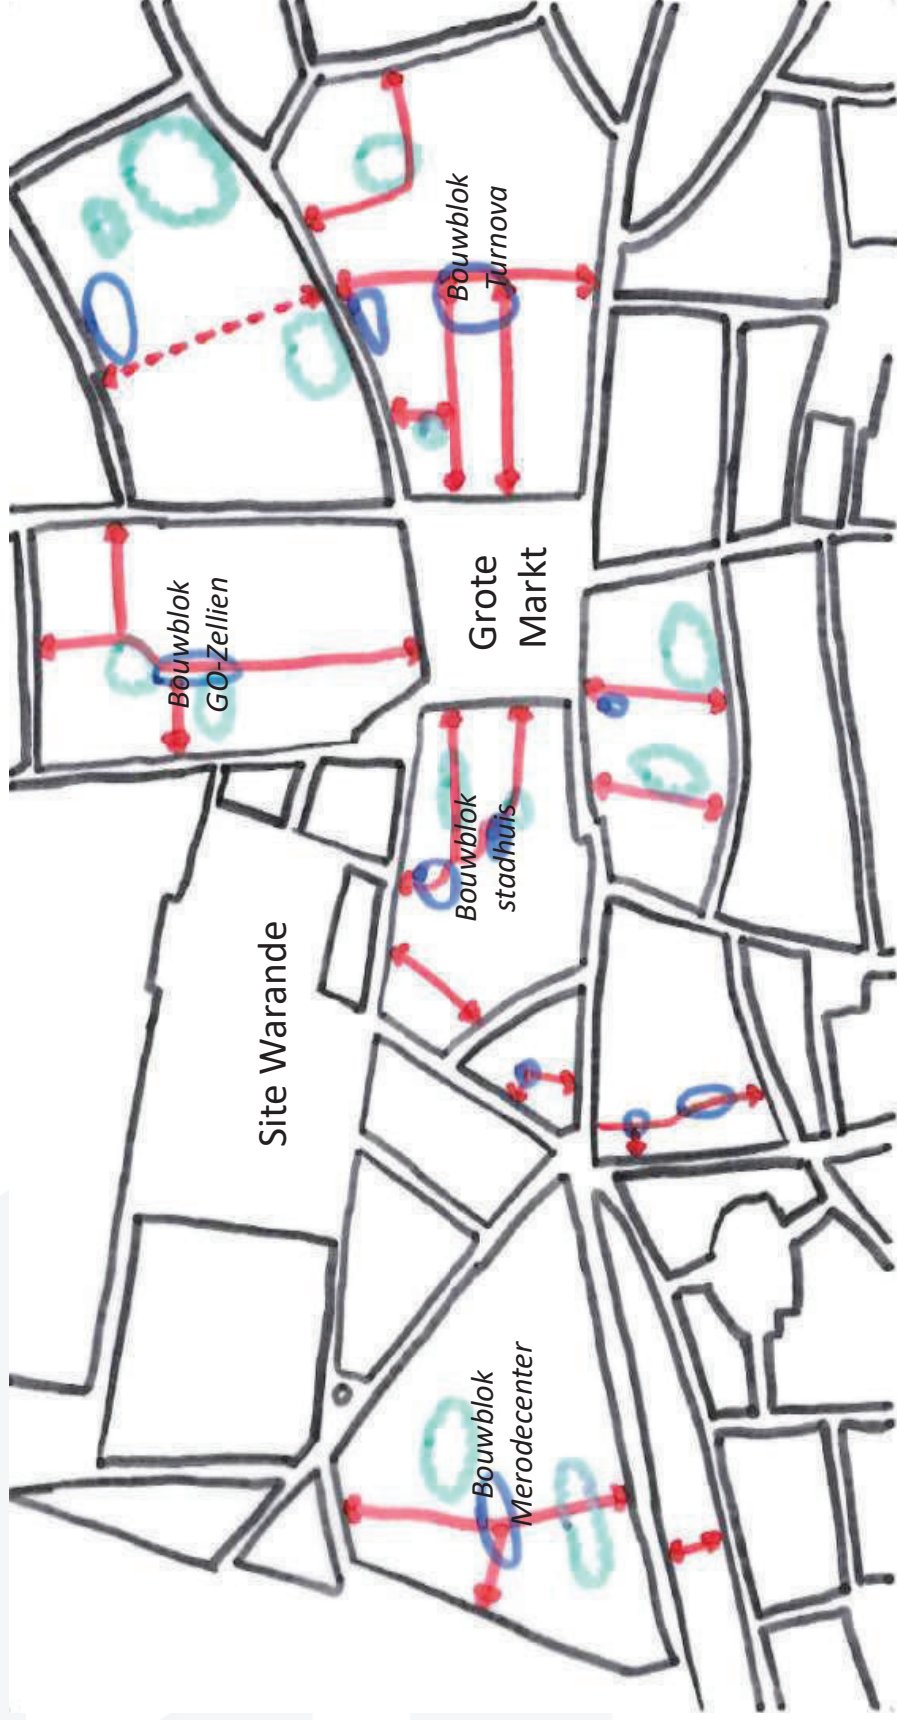 Site Warande
Bouwblok
Merodecenter
Bouwblok
stadhuis
Bouwblok
GO-Zellien
Grote
Markt
Bouwblok
Turnova